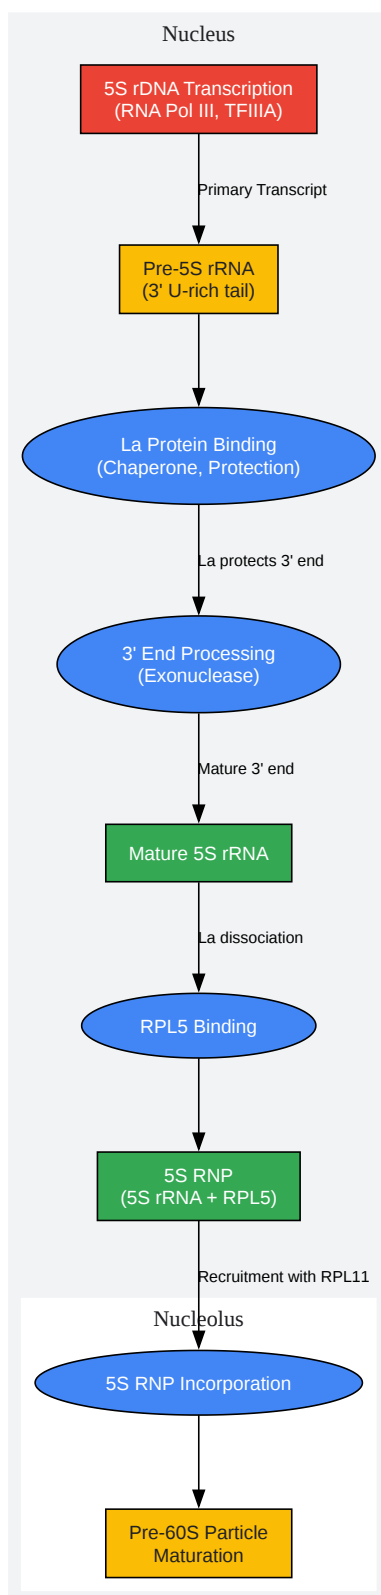 Nucleus
5S rDNA Transcription
(RNA Pol III, TFIIIA)
Primary Transcript
Pre-5S rRNA
(3' U-rich tail)
La Protein Binding
(Chaperone, Protection)
La protects 3' end
3' End Processing
(Exonuclease)
Mature 3' end
Mature 5S rRNA
La dissociation
RPL5 Binding
5S RNP
(5S rRNA + RPL5)
Recruitment with RPL11
Nucleolus
5S RNP Incorporation
Pre-60S Particle
Maturation